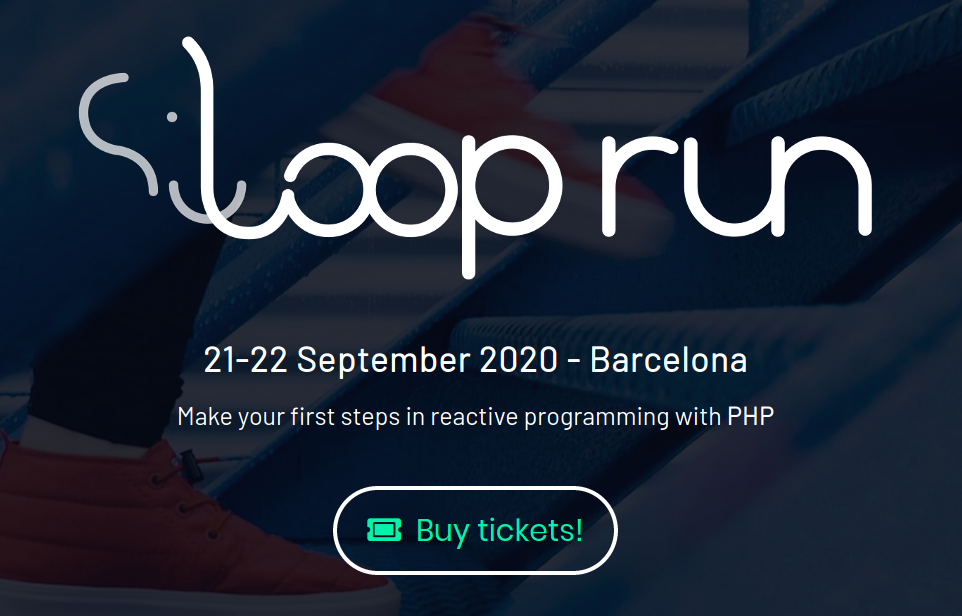 loop run
21-22 September 2020 - Barcelona
Make your first steps in reactive programming with PHP
Buy tickets!